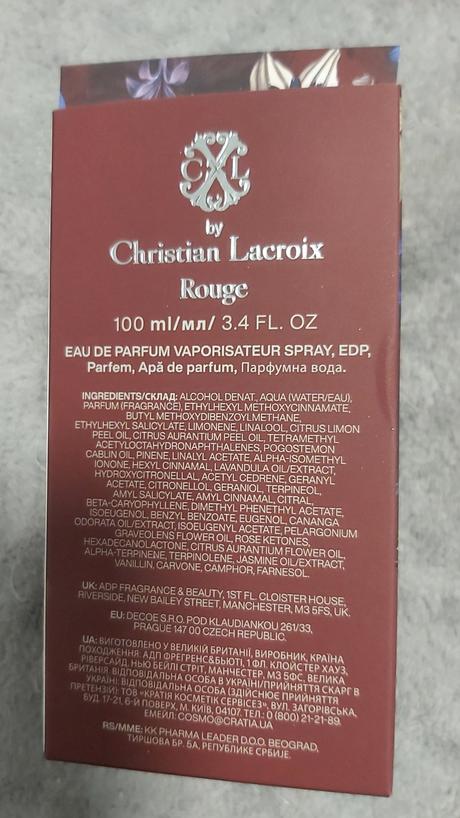 CXL
by
Christian Lacroix
Rouge
100 ml/мл/ 3.4 FL. OZ
EAU DE PARFUM VAPORISATEUR SPRAY, EDP,
Parfem, Apă de parfum, Парфумна вода.
INGREDIENTS/СКЛАД: ALCOHOL DENAT., AQUA (WATER/EAU),
PARFUM (FRAGRANCE), ETHYLHEXYL METHOXYCINNAMATE,
BUTYL METHOXYDIBENZOYLMETHANE,
ETHYLHEXYL SALICYLATE, LIMONENE, LINALOOL, CITRUS LIMON
PEEL OIL, CITRUS AURANTIUM PEEL OIL, TETRAMETHYL
ACETYLOCTAHYDRONAPHTHALENES, POGOSTEMON
CABLIN OIL, PINENE, LINALYL ACETATE, ALPHA-ISOMETHYL
IONONE, HEXYL CINNAMAL, LAVANDULA OIL/EXTRACT,
HYDROXYCITRONELLAL, ACETYL CEDRENE, GERANYL
ACETATE, CITRONELLOL, GERANIOL, TERPINEOL,
AMYL SALICYLATE, AMYL CINNAMAL, CITRAL,
BETA-CARYOPHYLLENE, DIMETHYL PHENETHYL ACETATE,
ISOEUGENOL, BENZYL BENZOATE, EUGENOL, CANANGA
ODORATA OIL/EXTRACT, ISOEUGENYL ACETATE, PELARGONIUM
GRAVEOLENS FLOWER OIL, ROSE KETONES,
HEXADECANOLACTONE, CITRUS AURANTIUM FLOWER OIL,
ALPHA-TERPINENE, TERPINOLENE, JASMINE OIL/EXTRACT,
VANILLIN, CARVONE, CAMPHOR, FARNESOL.
UK: ADP FRAGRANCE & BEAUTY, 1ST FL. CLOISTER HOUSE,
RIVERSIDE, NEW BAILEY STREET, MANCHESTER, M3 5FS, UK.
EU: DECOE S.R.O. POD KLAUDIANKOU 261/33,
PRAGUE 147 00 CZECH REPUBLIC.
UA: ВИГОТОВЛЕНО У ВЕЛИКІЙ БРИТАНІЇ, ВИРОБНИК, КРАЇНА
ПОХОДЖЕННЯ: АДП ФРЕГРЕНС&БЬЮТІ, 1 ФЛ. КЛОЙСТЕР ХАУЗ,
РІВЕРСАЙД, НЬЮ БЕЙЛІ СТРІТ, МАНЧЕСТЕР, М3 5ФС, ВЕЛИКА
БРИТАНІЯ. ВІДПОВІДАЛЬНА ОСОБА В УКРАЇНІ/ПРИЙНЯТТЯ СКАРГ В
УКРАЇНІ: ВІДПОВІДАЛЬНА ОСОБА (ЗДІЙСНЮЄ ПРИЙНЯТТЯ
ПРЕТЕНЗІЙ): ТОВ «КРАТІЯ КОСМЕТІК СЕРВІСЕЗ», ВУЛ. ЗАГОРІВСЬКА,
БУД. 17-21, 6-Й ПОВЕРХ, М. КИЇВ, 04107. ТЕЛ.: 0 (800) 21-21-89.
ЕМЕЙЛ: COSMO@CRATIA.UA
RS/MME: KK PHARMA LEADER D.O.O. BEOGRAD,
ТИРШОВА БР. 5А, РЕПУБЛИКЕ СРБИЈЕ.